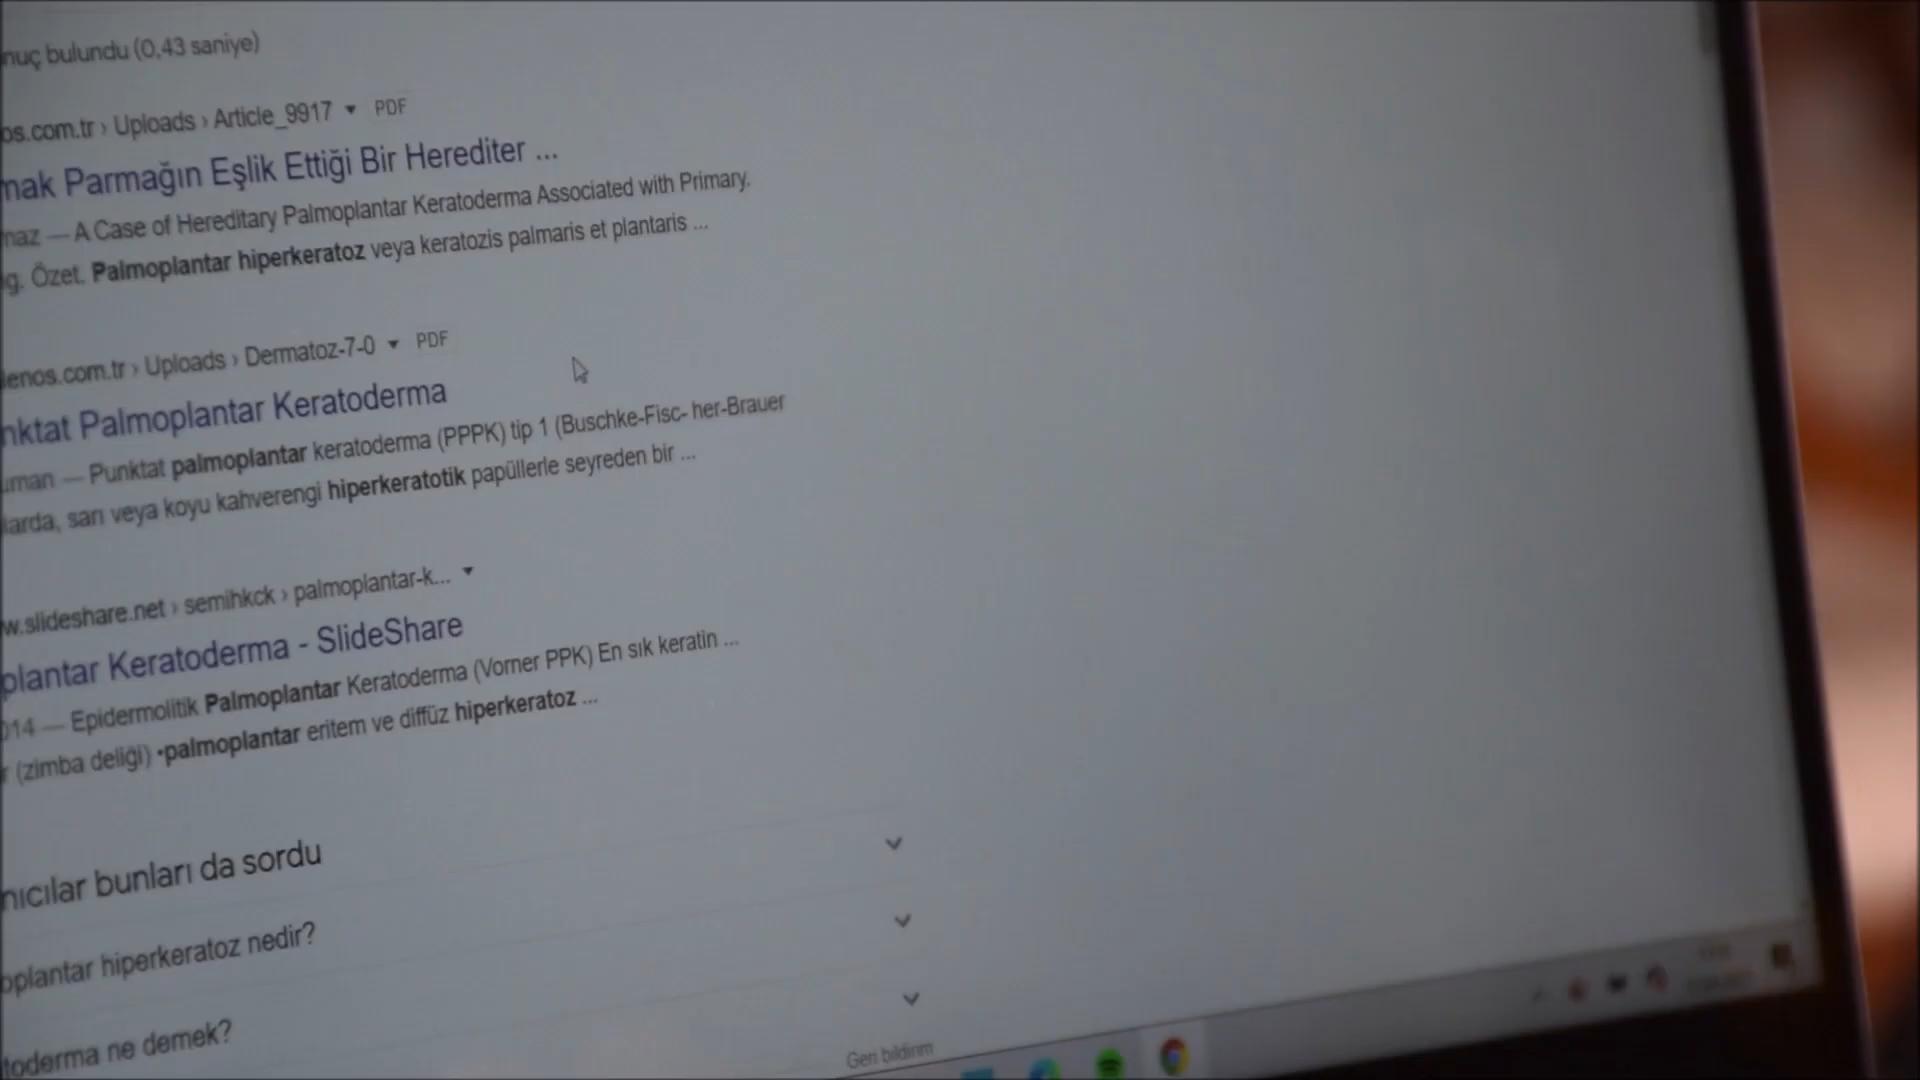 nuç bulundu (0,43 saniye)
os.com.tr › Uploads › Article_9917 PDF
mak Parmağın Eşlik Ettiği Bir Herediter ...
maz — A Case of Hereditary Palmoplantar Keratoderma Associated with Primary.
ig. Özet. Palmoplantar hiperkeratoz veya keratozis palmaris et plantaris ...
lenos.com.tr › Uploads › Dermatoz-7-0 PDF
nktat Palmoplantar Keratoderma
uman — Punktat palmoplantar keratoderma (PPPK) tip 1 (Buschke-Fisc- her-Brauer
larda, sarı veya koyu kahverengi hiperkeratotik papüllerle seyreden bir ...
w.slideshare.net › semihkck › palmoplantar-k...
plantar Keratoderma - SlideShare
014 — Epidermolitik Palmoplantar Keratoderma (Vorner PPK) En sık keratin ...
r (zimba deliği) •palmoplantar eritem ve diffüz hiperkeratoz ...
nıcılar bunları da sordu
oplantar hiperkeratoz nedir?
toderma ne demek?
Geri bildirim